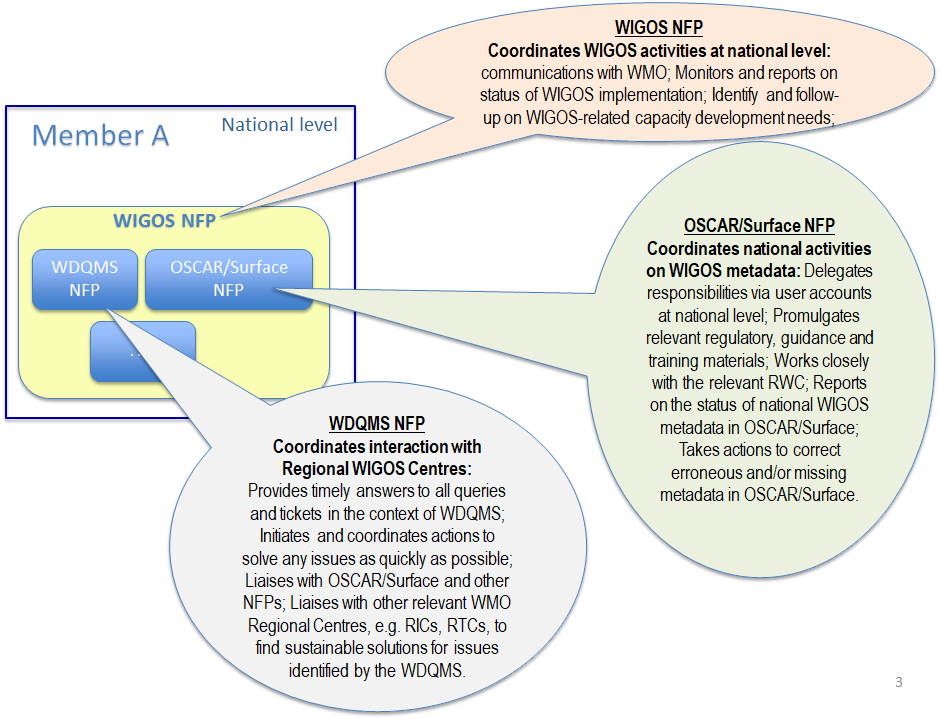 WIGOS NFP
Coordinates WIGOS activities at national level:
communications with WMO; Monitors and reports on
status of WIGOS implementation; Identify and follow-
up on WIGOS-related capacity development needs;
Member A
National level
WIGOS NFP
WDQMS
NFP
OSCAR/Surface
NFP
. .
OSCAR/Surface NFP
Coordinates national activities
on WIGOS metadata: Delegates
responsibilities via user accounts
at national level; Promulgates
relevant regulatory, guidance and
training materials; Works closely
with the relevant RWC; Reports
on the status of national WIGOS
metadata in OSCAR/Surface;
Takes actions to correct
erroneous and/or missing
metadata in OSCAR/Surface.
WDQMS NFP
Coordinates interaction with
Regional WIGOS Centres:
Provides timely answers to all queries
and tickets in the context of WDQMS;
Initiates and coordinates actions to
solve any issues as quickly as possible;
Liaises with OSCAR/Surface and other
NFPs; Liaises with other relevant WMO
Regional Centres, e.g. RICs, RTCs, to
find sustainable solutions for issues
identified by the WDQMS.
3